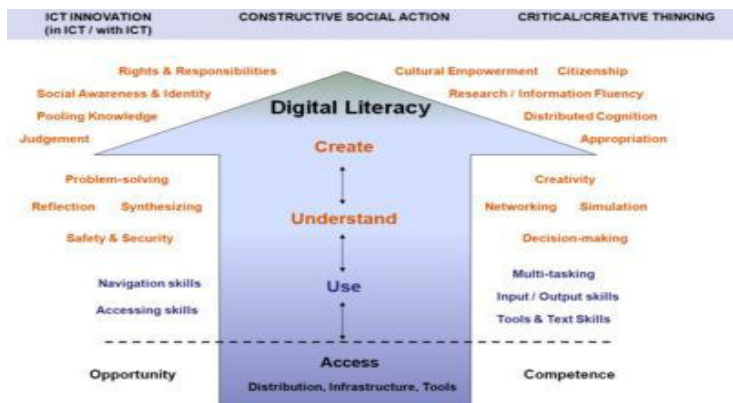 ICT INNOVATION
(in ICT / with ICT)
CONSTRUCTIVE SOCIAL ACTION
CRITICAL/CREATIVE THINKING
Rights & Responsibilities
Cultural Empowerment
Citizenship
Social Awareness & Identity
Research / Information Fluency
Pooling Knowledge
Digital Literacy
Distributed Cognition
Judgement
Create
Appropriation
Problem-solving
Creativity
Reflection
Synthesizing
Understand
Networking
Simulation
Safety & Security
Decision-making
Navigation skills
Use
Multi-tasking
Input / Output skills
Accessing skills
Tools & Text Skills
Opportunity
Access
Competence
Distribution, Infrastructure, Tools